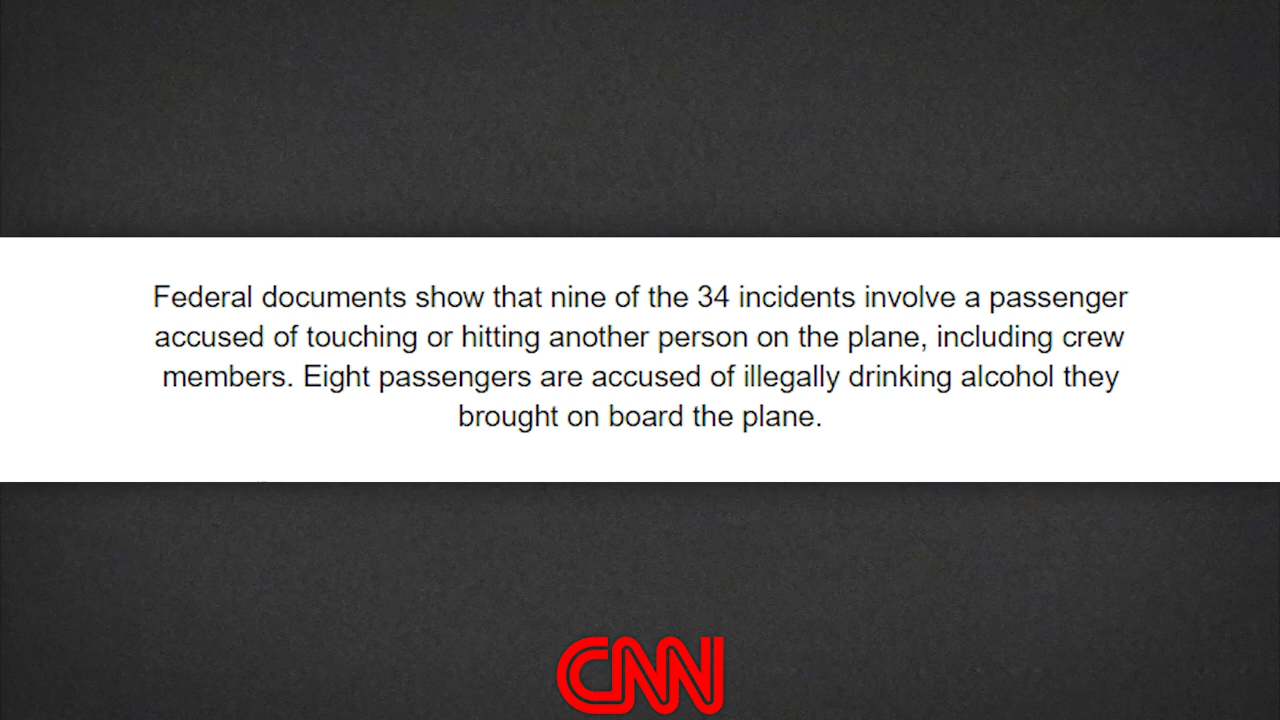 Federal documents show that nine of the 34 incidents involve a passenger
accused of touching or hitting another person on the plane, including crew
members. Eight passengers are accused of illegally drinking alcohol they
brought on board the plane.
CNN